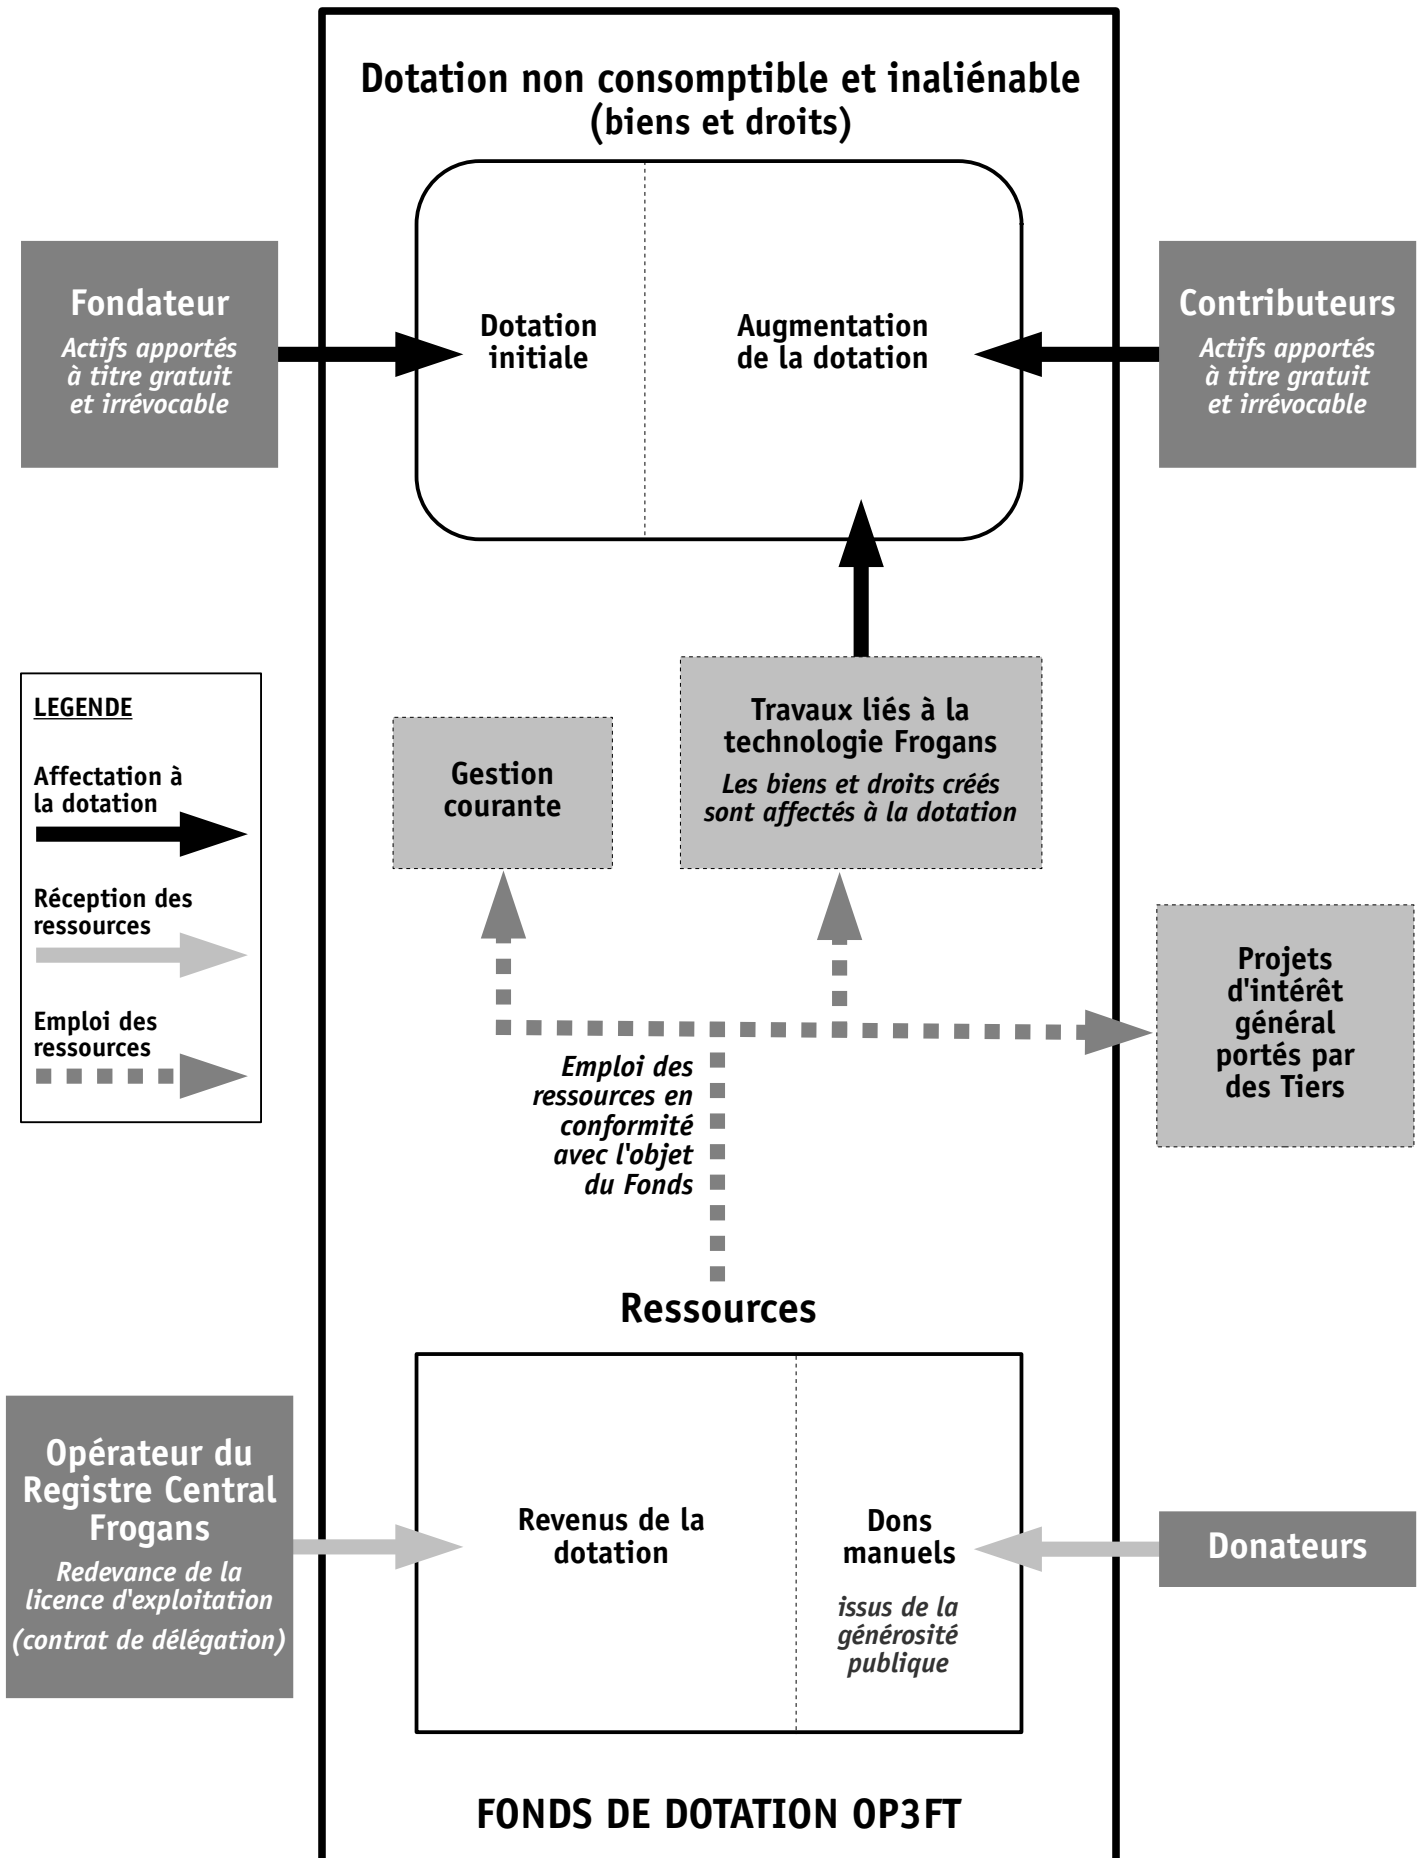 Dotation non consomptible et inaliénable
(biens et droits)
Fondateur
Actifs apportés
à titre gratuit
et irrévocable
Dotation
initiale
Augmentation
de la dotation
Contributeurs
Actifs apportés
à titre gratuit
et irrévocable
LEGENDE
Affectation à
la dotation
Réception des
ressources
Emploi des
ressources
Gestion
courante
Travaux liés à la
technologie Frogans
Les biens et droits créés
sont affectés à la dotation
Projets
d'intérêt
général
portés par
des Tiers
Emploi des
ressources en
conformité
avec l'objet
du Fonds
Ressources
Opérateur du
Registre Central
Frogans
Redevance de la
licence d'exploitation
(contrat de délégation)
Revenus de la
dotation
Dons
manuels
issus de la
générosité
publique
Donateurs
FONDS DE DOTATION OP3FT